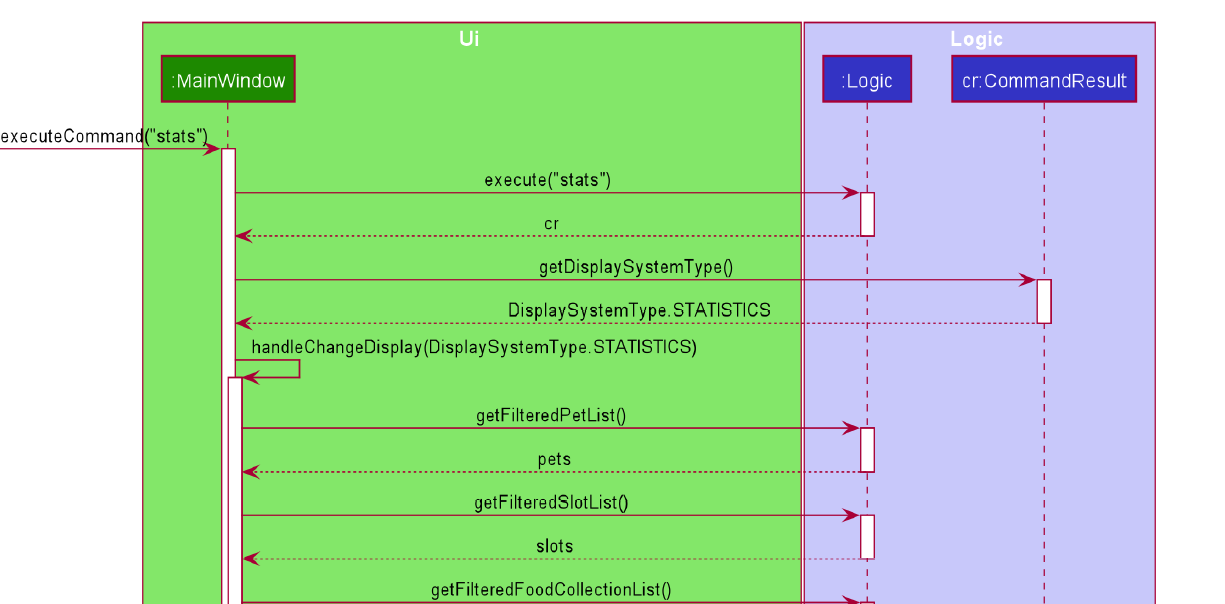 Ui
Logic
:MainWindow
:Logic
cr:CommandResult
executeCommand("stats")
execute("stats")
cr
getDisplaySystemType()
DisplaySystemType.STATISTICS
handleChangeDisplay(DisplaySystemType.STATISTICS)
getFilteredPetList()
pets
getFilteredSlotList()
slots
getFilteredFoodCollectionList()